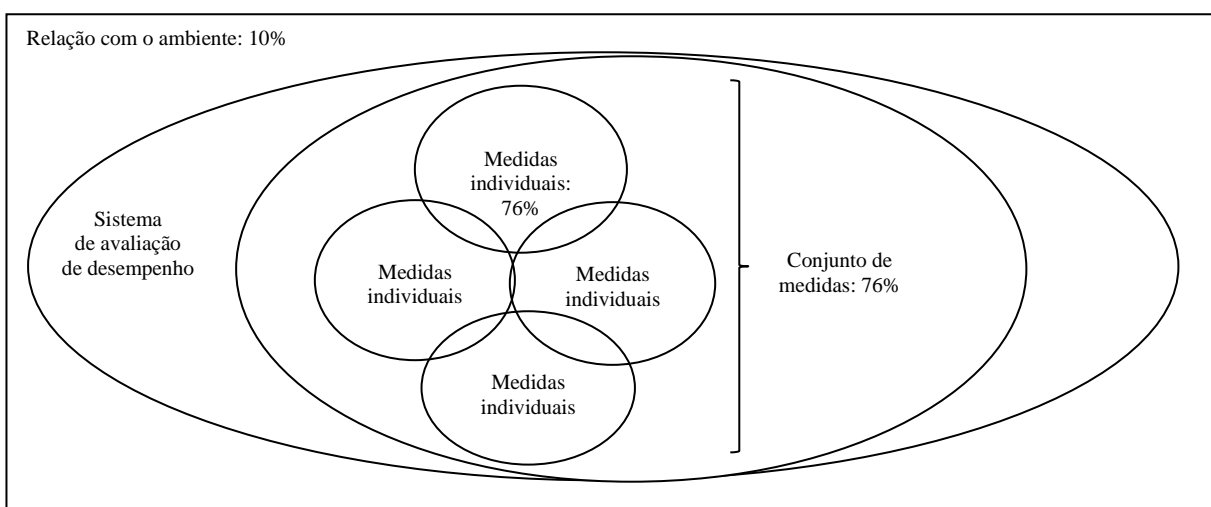 Relação com o ambiente: 10%
Medidas
individuais:
76%
Sistema
de avaliação
de desempenho
Medidas
individuais
Medidas
individuais
Conjunto de
medidas: 76%
Medidas
individuais